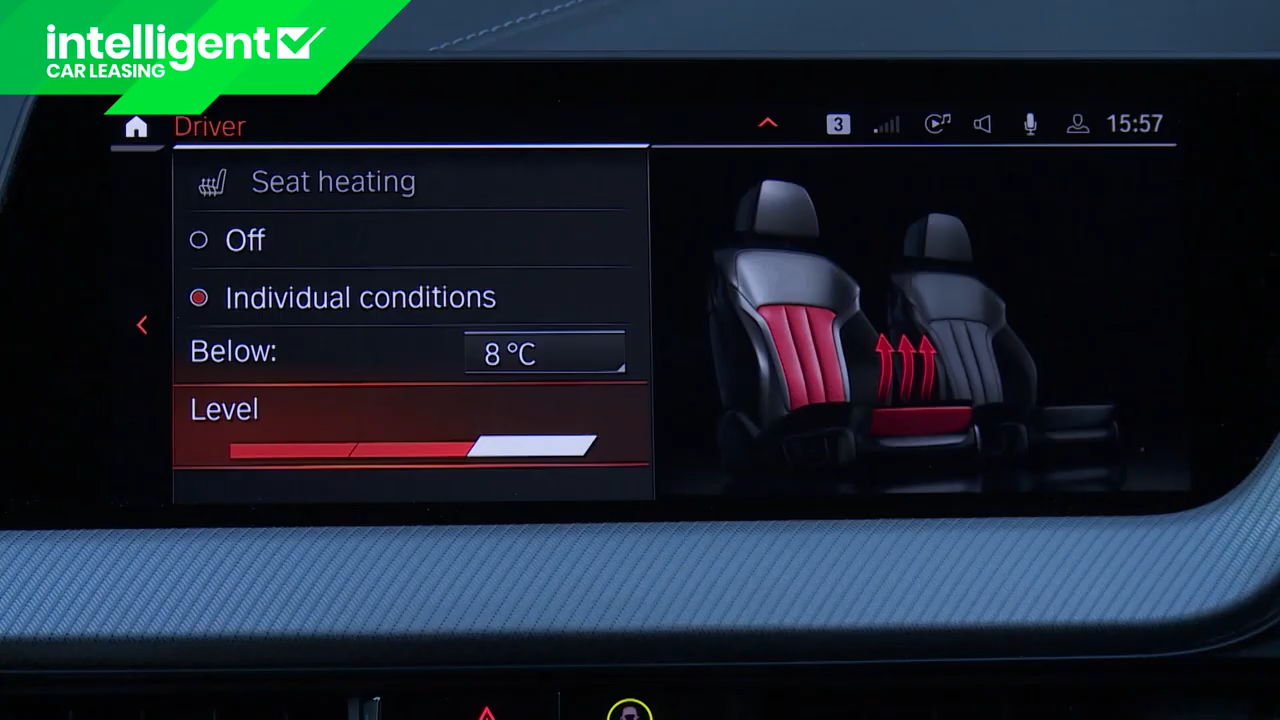 intelligent
CAR LEASING
Driver
3
15:57
Seat heating
Off
Individual conditions
Below:
8 °C
Level